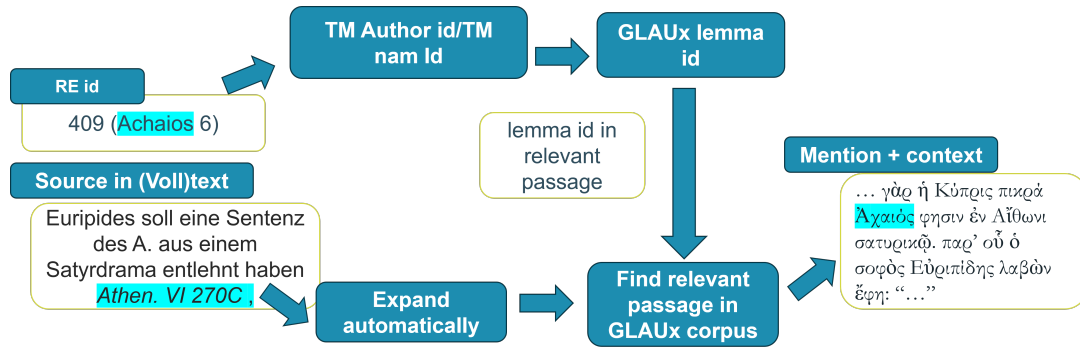 TM Author id/TM
nam Id
GLAUx lemma
id
RE id
409 (Achaios 6)
lemma id in
relevant
passage
Source in (Voll)text
Euripides soll eine Sentenz
des A. aus einem
Satyrdrama entlehnt haben
Athen. VI 270C ,
Expand
automatically
Find relevant
passage in
GLAUx corpus
Mention + context
… γὰρ ἡ Κύπρις πικρά
Ἀχαιός φησιν ἐν Αἴθωνι
σατυρικῷ. παρ’ οὗ ὁ
σοφὸς Εὐριπίδης λαβὼν
ἔφη: “…”